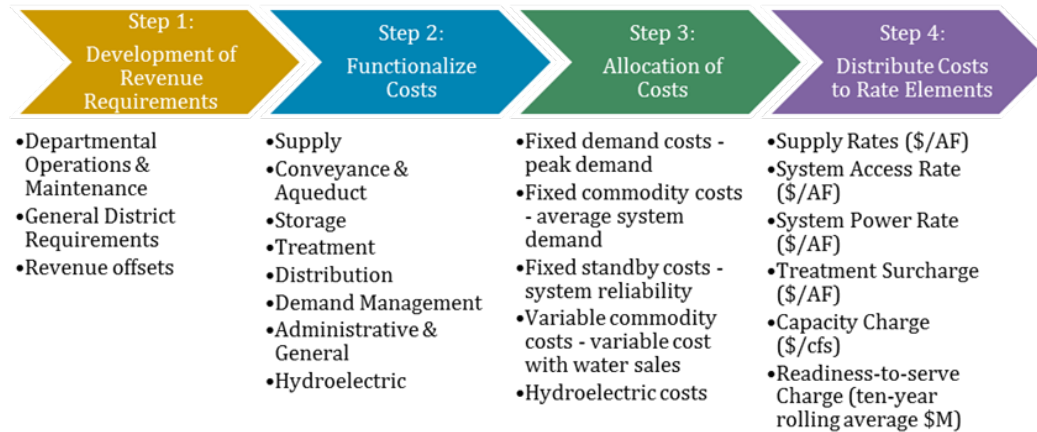 Step 1:
Development of
Revenue
Requirements
•Departmental
Operations &
Maintenance
•General District
Requirements
•Revenue offsets
Step 2:
Functionalize
Costs
•Supply
•Conveyance &
Aqueduct
•Storage
•Treatment
•Distribution
•Demand Management
•Administrative &
General
•Hydroelectric
Step 3:
Allocation of
Costs
•Fixed demand costs -
peak demand
•Fixed commodity costs
- average system
demand
•Fixed standby costs -
system reliability
•Variable commodity
costs - variable cost
with water sales
•Hydroelectric costs
Step 4:
Distribute Costs
to Rate Elements
•Supply Rates ($/AF)
•System Access Rate
($/AF)
•System Power Rate
($/AF)
•Treatment Surcharge
($/AF)
•Capacity Charge
($/cfs)
•Readiness-to-serve
Charge (ten-year
rolling average $M)